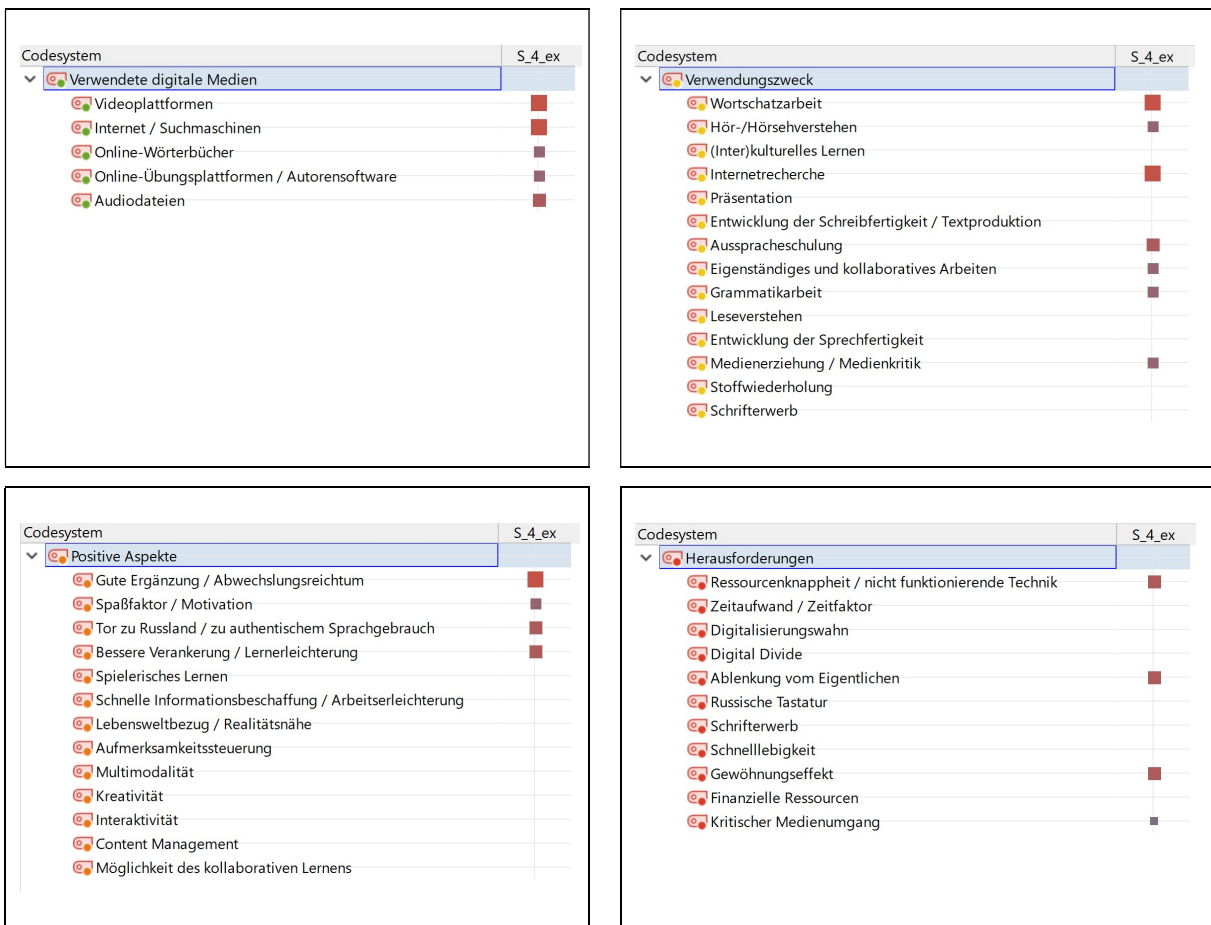 Codesystem S_4_ex
Verwendete digitale Medien
Videoplattformen
Internet / Suchmaschinen
Online-Wörterbücher
Online-Übungsplattformen / Autorensoftware
Audiodateien
Codesystem S_4_ex
Verwendungszweck
Wortschatzarbeit
Hör-/Hörsehverstehen
(Inter)kulturelles Lernen
Internetrecherche
Präsentation
Entwicklung der Schreibfertigkeit / Textproduktion
Ausspracheschulung
Eigenständiges und kollaboratives Arbeiten
Grammatikarbeit
Leseverstehen
Entwicklung der Sprechfertigkeit
Medienerziehung / Medienkritik
Stoffwiederholung
Schrifterwerb
Codesystem S_4_ex
Positive Aspekte
Gute Ergänzung / Abwechslungsreichtum
Spaßfaktor / Motivation
Tor zu Russland / zu authentischem Sprachgebrauch
Bessere Verankerung / Lernerleichterung
Spielerisches Lernen
Schnelle Informationsbeschaffung / Arbeitserleichterung
Lebensweltbezug / Realitätsnähe
Aufmerksamkeitssteuerung
Multimodalität
Kreativität
Interaktivität
Content Management
Möglichkeit des kollaborativen Lernens
Codesystem S_4_ex
Herausforderungen
Ressourcenknappheit / nicht funktionierende Technik
Zeitaufwand / Zeitfaktor
Digitalisierungswahn
Digital Divide
Ablenkung vom Eigentlichen
Russische Tastatur
Schrifterwerb
Schnelllebigkeit
Gewöhnungseffekt
Finanzielle Ressourcen
Kritischer Medienumgang